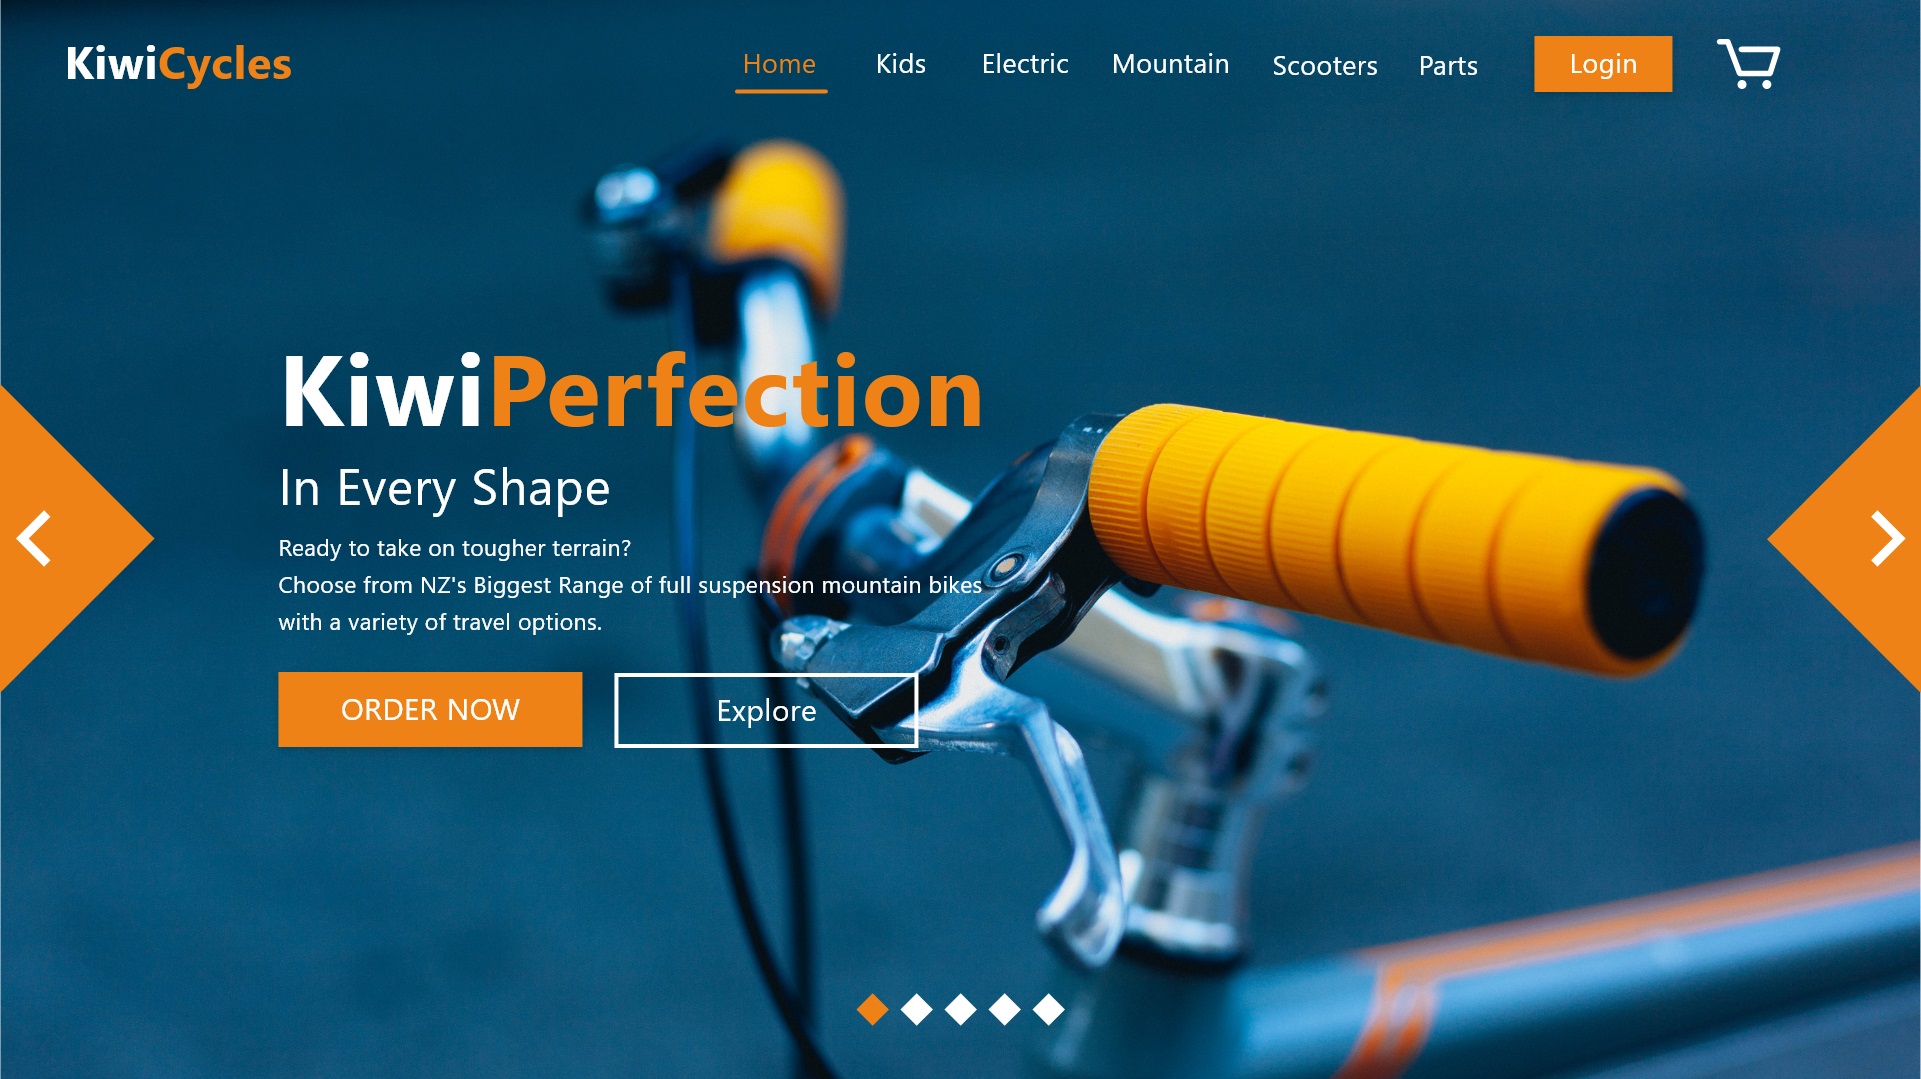 KiwiCycles
Home Kids Electric Mountain Scooters Parts Login
KiwiPerfection
In Every Shape
Ready to take on tougher terrain?
Choose from NZ's Biggest Range of full suspension mountain bikes
with a variety of travel options.
ORDER NOW Explore